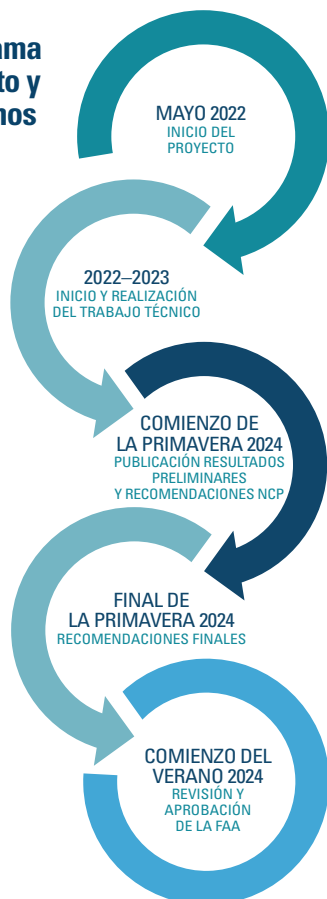 MAYO 2022
INICIO DEL
PROYECTO
2022–2023
INICIO Y REALIZACIÓN
DEL TRABAJO TÉCNICO
COMIENZO DE
LA PRIMAVERA 2024
PUBLICACIÓN RESULTADOS
PRELIMINARES
Y RECOMENDACIONES NCP
FINAL DE
LA PRIMAVERA 2024
RECOMENDACIONES FINALES
COMIENZO DEL
VERANO 2024
REVISIÓN Y
APROBACIÓN
DE LA FAA